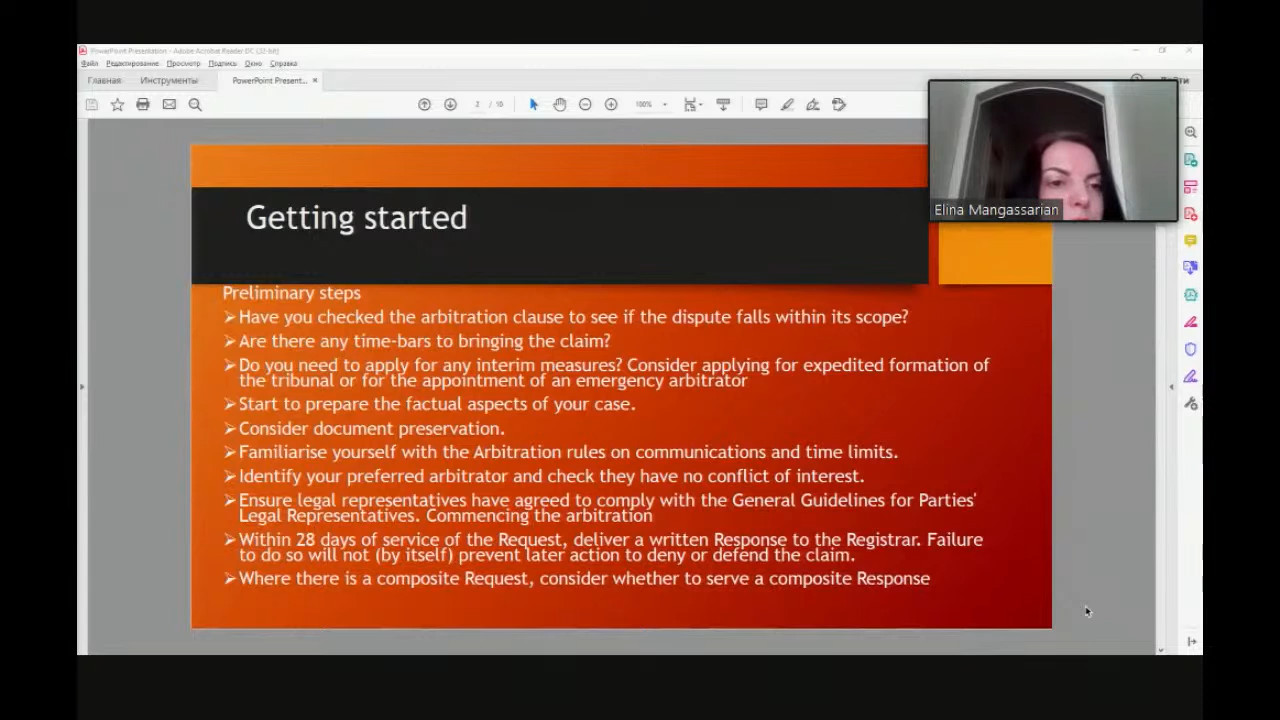 PowerPoint Presentation - Adobe Acrobat Reader DC (32-bit)
Файл Редактирование Просмотр Подпись Окно Справка
Главная Инструменты PowerPoint Present... ×
2 / 10 100%
Elina Mangassarian
Getting started
Preliminary steps
➢Have you checked the arbitration clause to see if the dispute falls within its scope?
➢Are there any time-bars to bringing the claim?
➢Do you need to apply for any interim measures? Consider applying for expedited formation of
the tribunal or for the appointment of an emergency arbitrator
➢Start to prepare the factual aspects of your case.
➢Consider document preservation.
➢Familiarise yourself with the Arbitration rules on communications and time limits.
➢Identify your preferred arbitrator and check they have no conflict of interest.
➢Ensure legal representatives have agreed to comply with the General Guidelines for Parties'
Legal Representatives. Commencing the arbitration
➢Within 28 days of service of the Request, deliver a written Response to the Registrar. Failure
to do so will not (by itself) prevent later action to deny or defend the claim.
➢Where there is a composite Request, consider whether to serve a composite Response